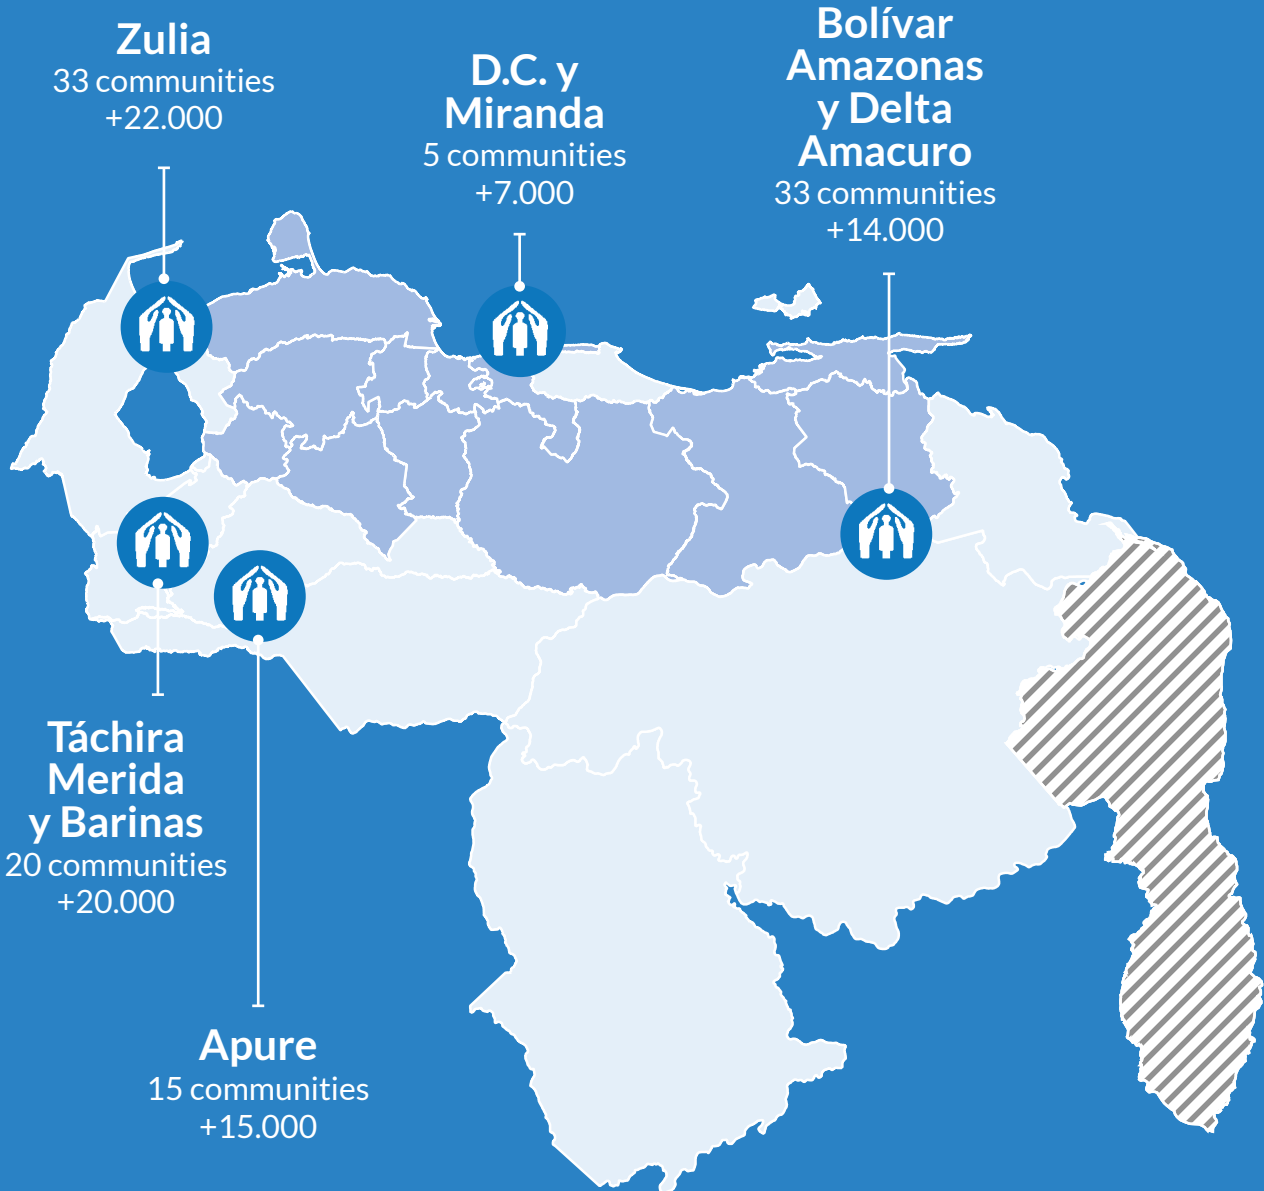 Zulia
33 communities
+22.000
D.C. y
Miranda
5 communities
+7.000
Bolívar
Amazonas
y Delta
Amacuro
33 communities
+14.000
Táchira
Merida
y Barinas
20 communities
+20.000
Apure
15 communities
+15.000